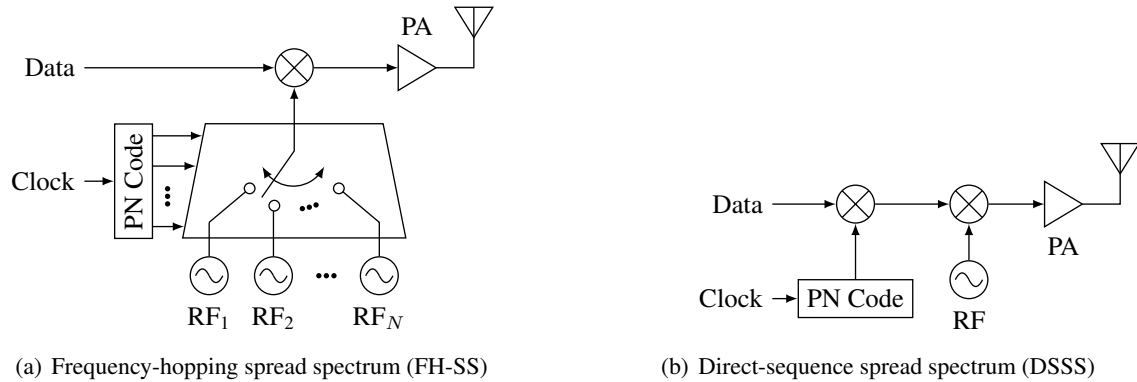 PA
Data
PN Code
Clock
RF₁ RF₂ RF_N
(a) Frequency-hopping spread spectrum (FH-SS)
Data
PA
Clock
PN Code
RF
(b) Direct-sequence spread spectrum (DSSS)